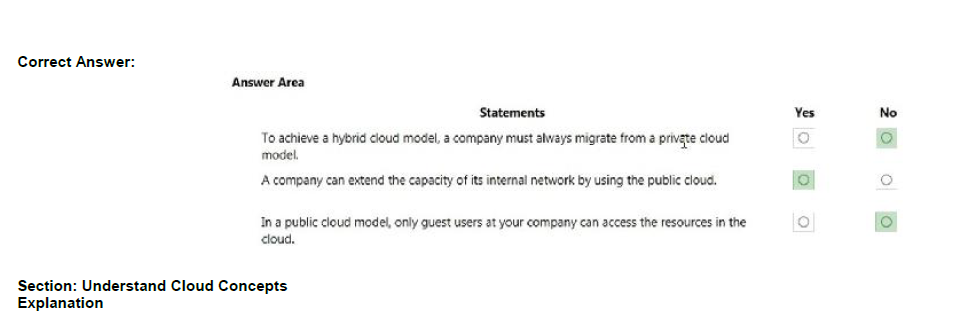 Correct Answer:
Answer Area
Statements Yes No
To achieve a hybrid cloud model, a company must always migrate from a private cloud
model.
A company can extend the capacity of its internal network by using the public cloud.
In a public cloud model, only guest users at your company can access the resources in the
cloud.
Section: Understand Cloud Concepts
Explanation